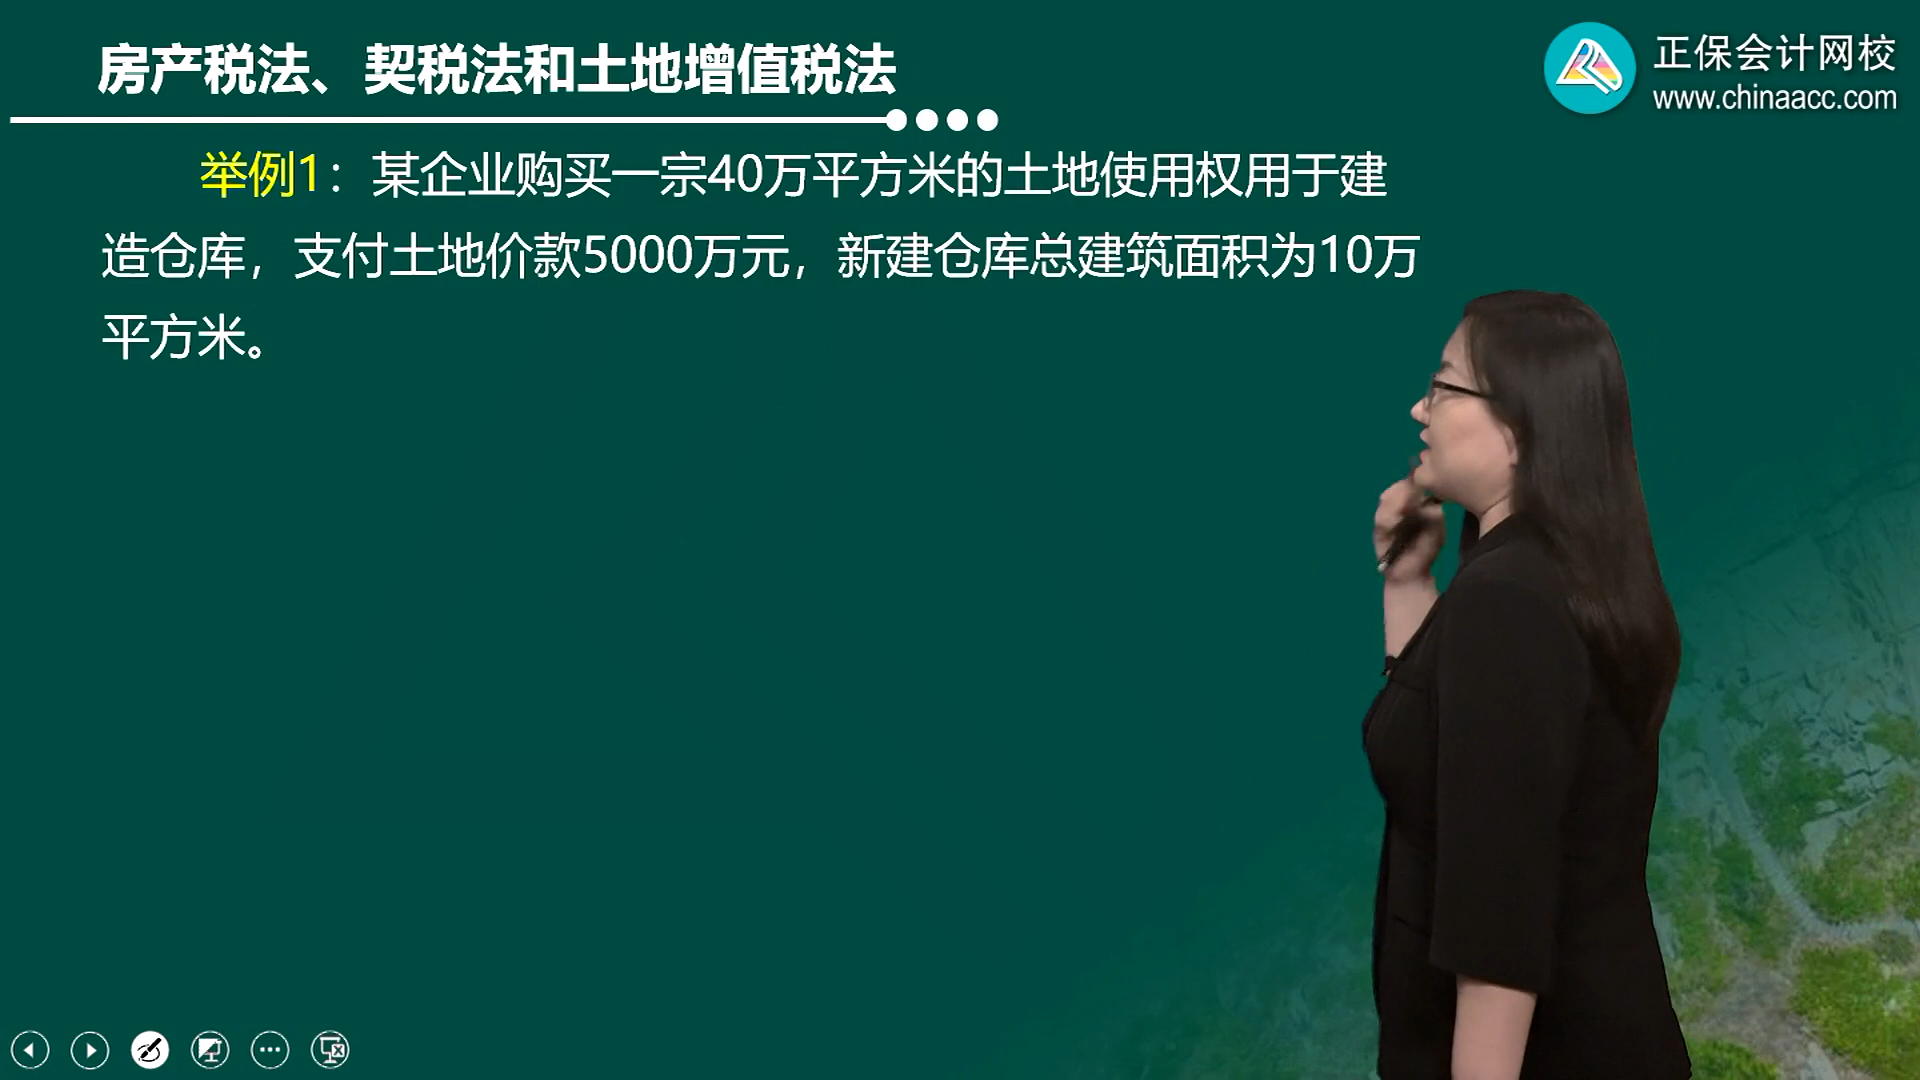 房产税法、契税法和土地增值税法
正保会计网校
www.chinaacc.com
举例1：某企业购买一宗40万平方米的土地使用权用于建
造仓库，支付土地价款5000万元，新建仓库总建筑面积为10万
平方米。